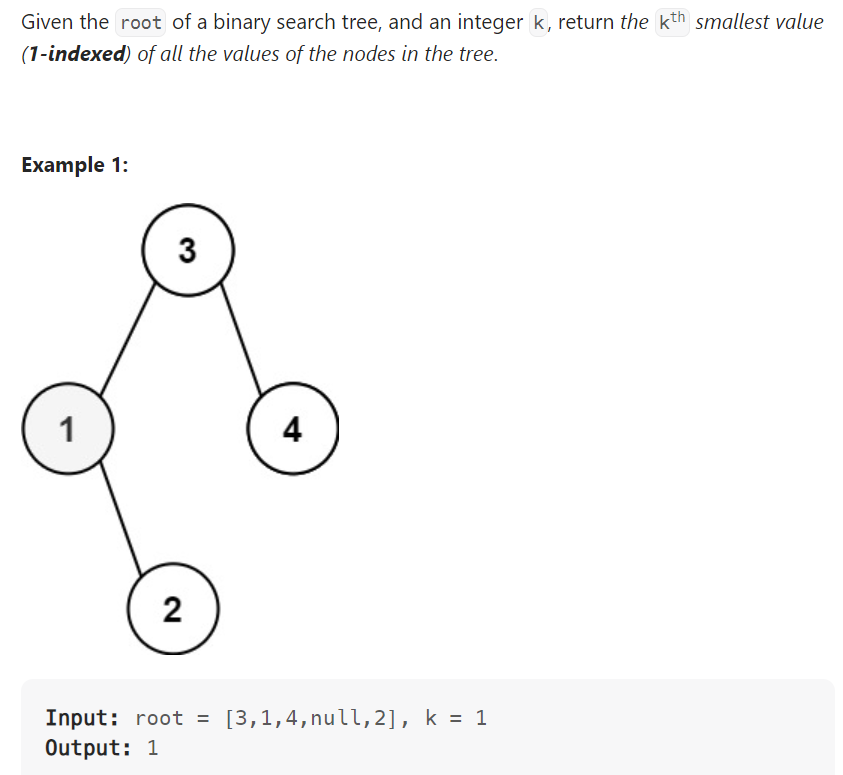 Given the root of a binary search tree, and an integer k, return the kth smallest value
(1-indexed) of all the values of the nodes in the tree.
Example 1:
3
1
4
2
Input: root = [3,1,4,null,2], k = 1
Output: 1